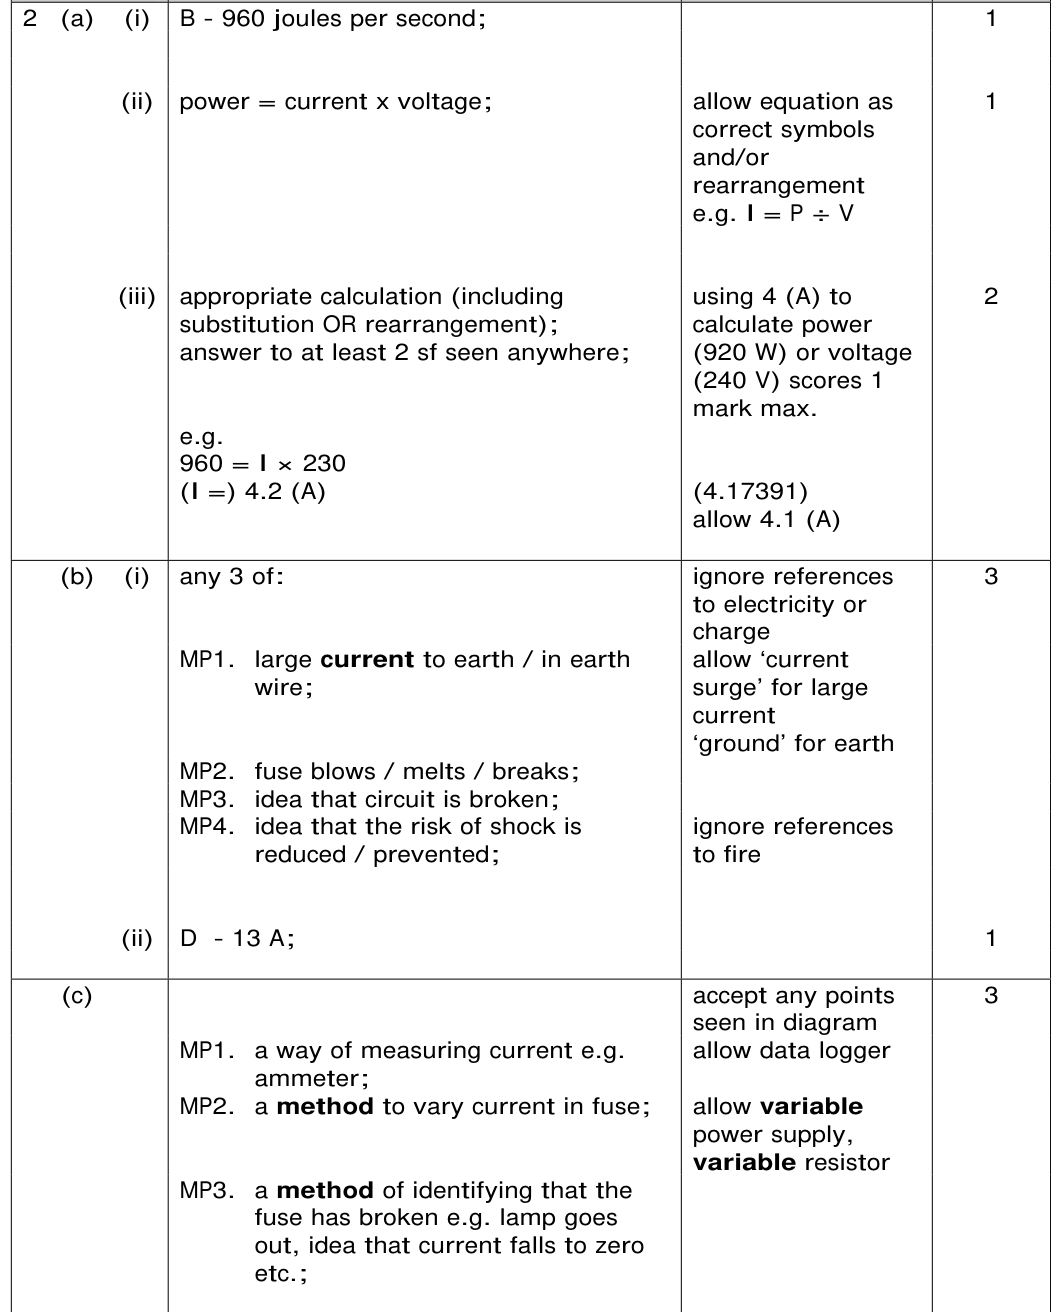 2 (a) (i) B - 960 joules per second; 1
(ii) power = current x voltage; allow equation as 1
correct symbols
and/or
rearrangement
e.g. I = P ÷ V
(iii) appropriate calculation (including using 4 (A) to 2
substitution OR rearrangement); calculate power
answer to at least 2 sf seen anywhere; (920 W) or voltage
(240 V) scores 1
mark max.
e.g.
960 = I × 230
(I =) 4.2 (A) (4.17391)
allow 4.1 (A)
(b) (i) any 3 of: ignore references 3
to electricity or
charge
MP1. large current to earth / in earth allow ‘current
wire; surge’ for large
current
‘ground’ for earth
MP2. fuse blows / melts / breaks;
MP3. idea that circuit is broken;
MP4. idea that the risk of shock is ignore references
reduced / prevented; to fire
(ii) D - 13 A; 1
(c) accept any points 3
seen in diagram
MP1. a way of measuring current e.g. allow data logger
ammeter;
MP2. a method to vary current in fuse; allow variable
power supply,
variable resistor
MP3. a method of identifying that the
fuse has broken e.g. lamp goes
out, idea that current falls to zero
etc.;